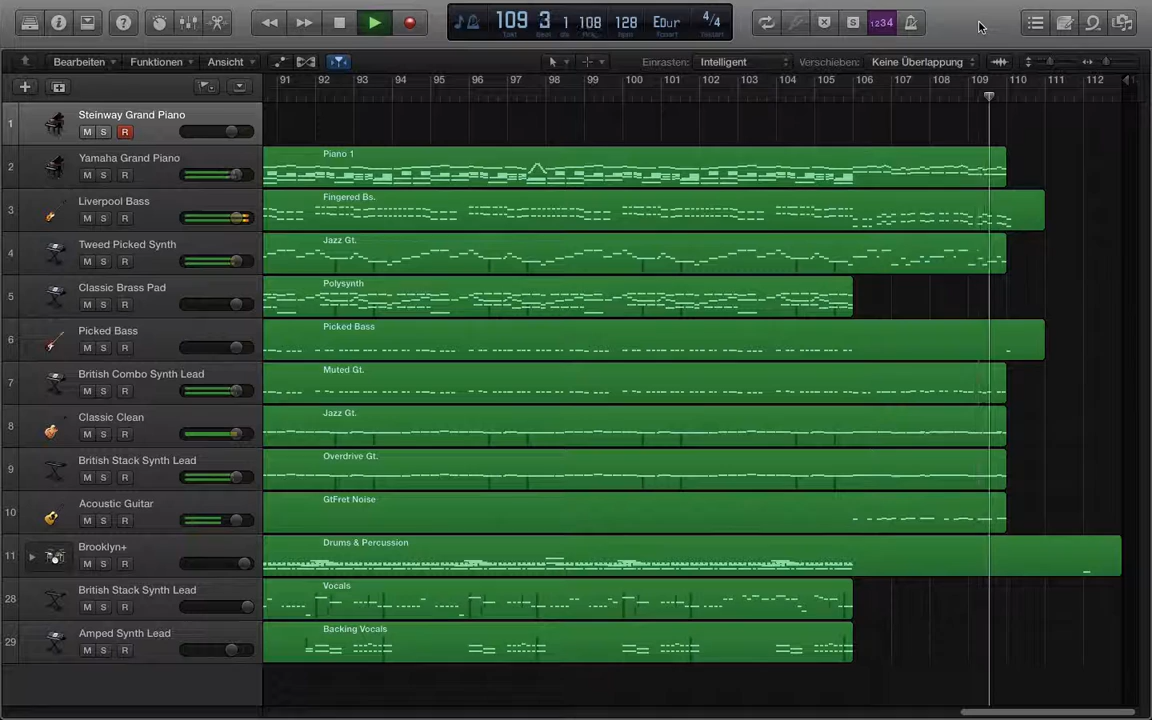 109 3 1 108 128 EDur 4/4
S 1234
Bearbeiten Funktionen Ansicht Einrasten: Intelligent Verschieben: Keine Überlappung
91 92 93 94 95 96 97 98 99 100 101 102 103 104 105 106 107 108 109 110 111 112
1 Steinway Grand Piano
M S R
2 Yamaha Grand Piano Piano 1
M S R
3 Liverpool Bass Fingered Bs.
M S R
4 Tweed Picked Synth Jazz Gt.
M S R
5 Classic Brass Pad Polysynth
M S R
6 Picked Bass Picked Bass
M S R
7 British Combo Synth Lead Muted Gt.
M S R
8 Classic Clean Jazz Gt.
M S R
9 British Stack Synth Lead Overdrive Gt.
M S R
10 Acoustic Guitar GtFret Noise
M S R
11 Brooklyn+ Drums & Percussion
M S R
28 British Stack Synth Lead Vocals
M S R
29 Amped Synth Lead Backing Vocals
M S R